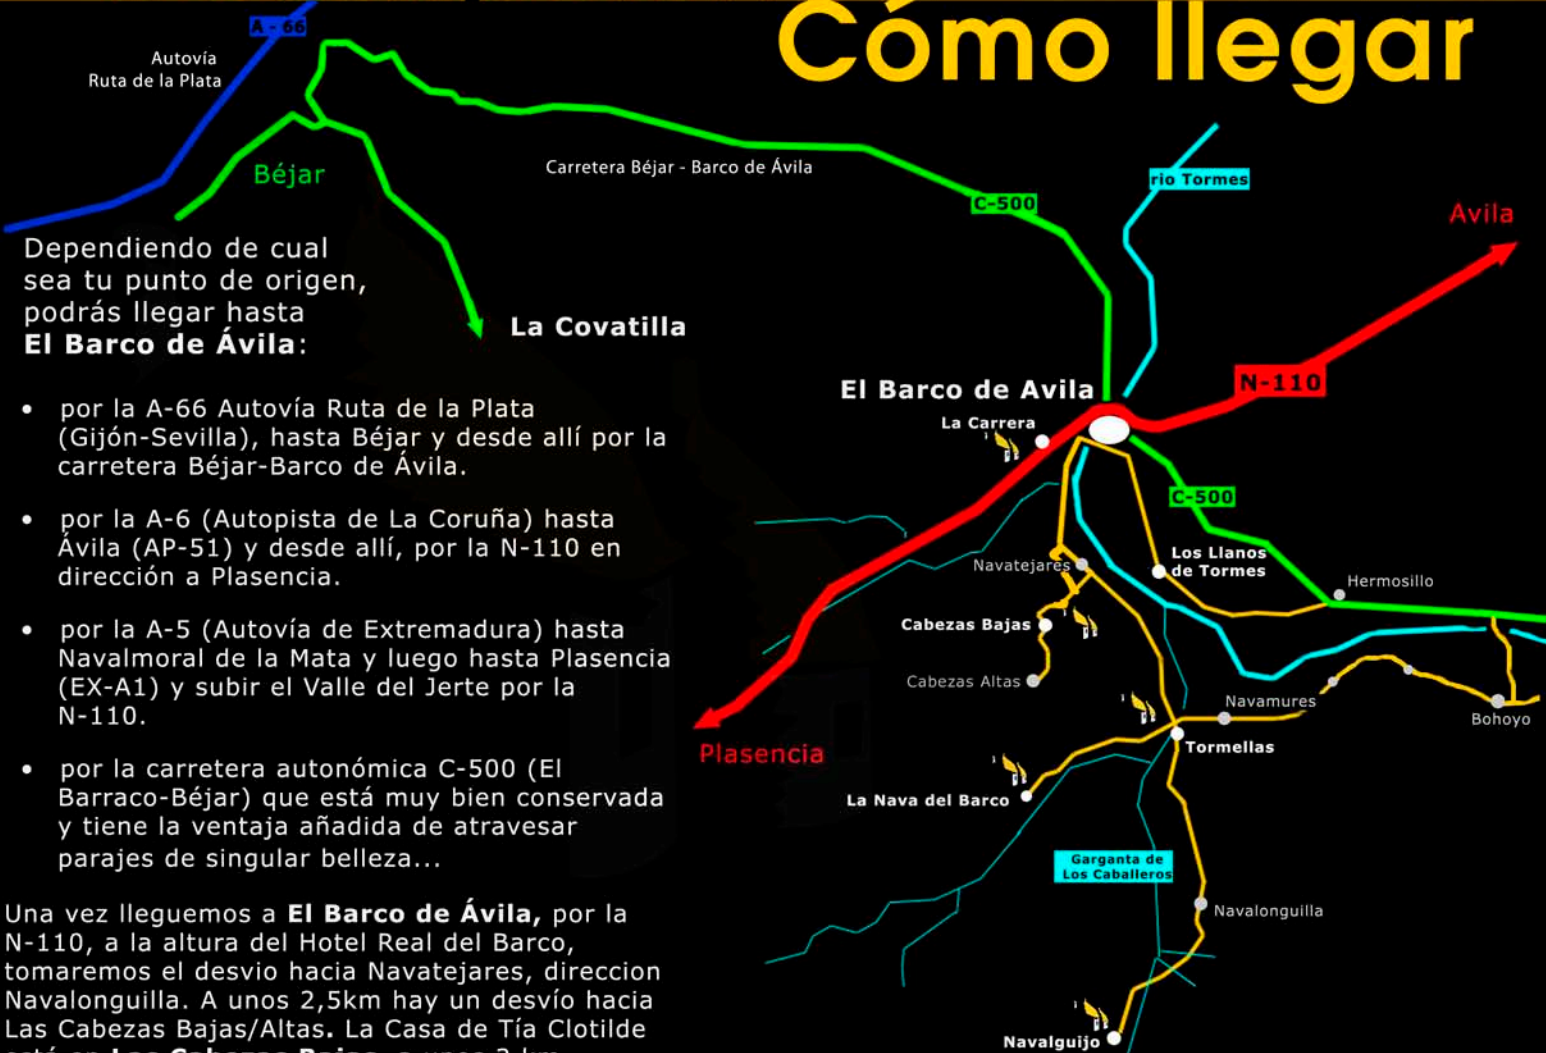 Cómo llegar
A - 66
Autovía
Ruta de la Plata
Béjar
Carretera Béjar - Barco de Ávila
C-500
rio Tormes
Avila
La Covatilla
Dependiendo de cual
sea tu punto de origen,
podrás llegar hasta
El Barco de Ávila:
• por la A-66 Autovía Ruta de la Plata
(Gijón-Sevilla), hasta Béjar y desde allí por la
carretera Béjar-Barco de Ávila.
• por la A-6 (Autopista de La Coruña) hasta
Ávila (AP-51) y desde allí, por la N-110 en
dirección a Plasencia.
• por la A-5 (Autovía de Extremadura) hasta
Navalmoral de la Mata y luego hasta Plasencia
(EX-A1) y subir el Valle del Jerte por la
N-110.
• por la carretera autonómica C-500 (El
Barraco-Béjar) que está muy bien conservada
y tiene la ventaja añadida de atravesar
parajes de singular belleza...
Una vez lleguemos a El Barco de Ávila, por la
N-110, a la altura del Hotel Real del Barco,
tomaremos el desvio hacia Navatejares, direccion
Navalonguilla. A unos 2,5km hay un desvío hacia
Las Cabezas Bajas/Altas. La Casa de Tía Clotilde
está en Las Cabezas Bajas, a unos 2 km
El Barco de Avila
N-110
La Carrera
C-500
Navatejares
Los Llanos
de Tormes
Hermosillo
Cabezas Bajas
Cabezas Altas
Navamures
Bohoyo
Tormellas
Plasencia
La Nava del Barco
Garganta de
Los Caballeros
Navalonguilla
Navalguijo